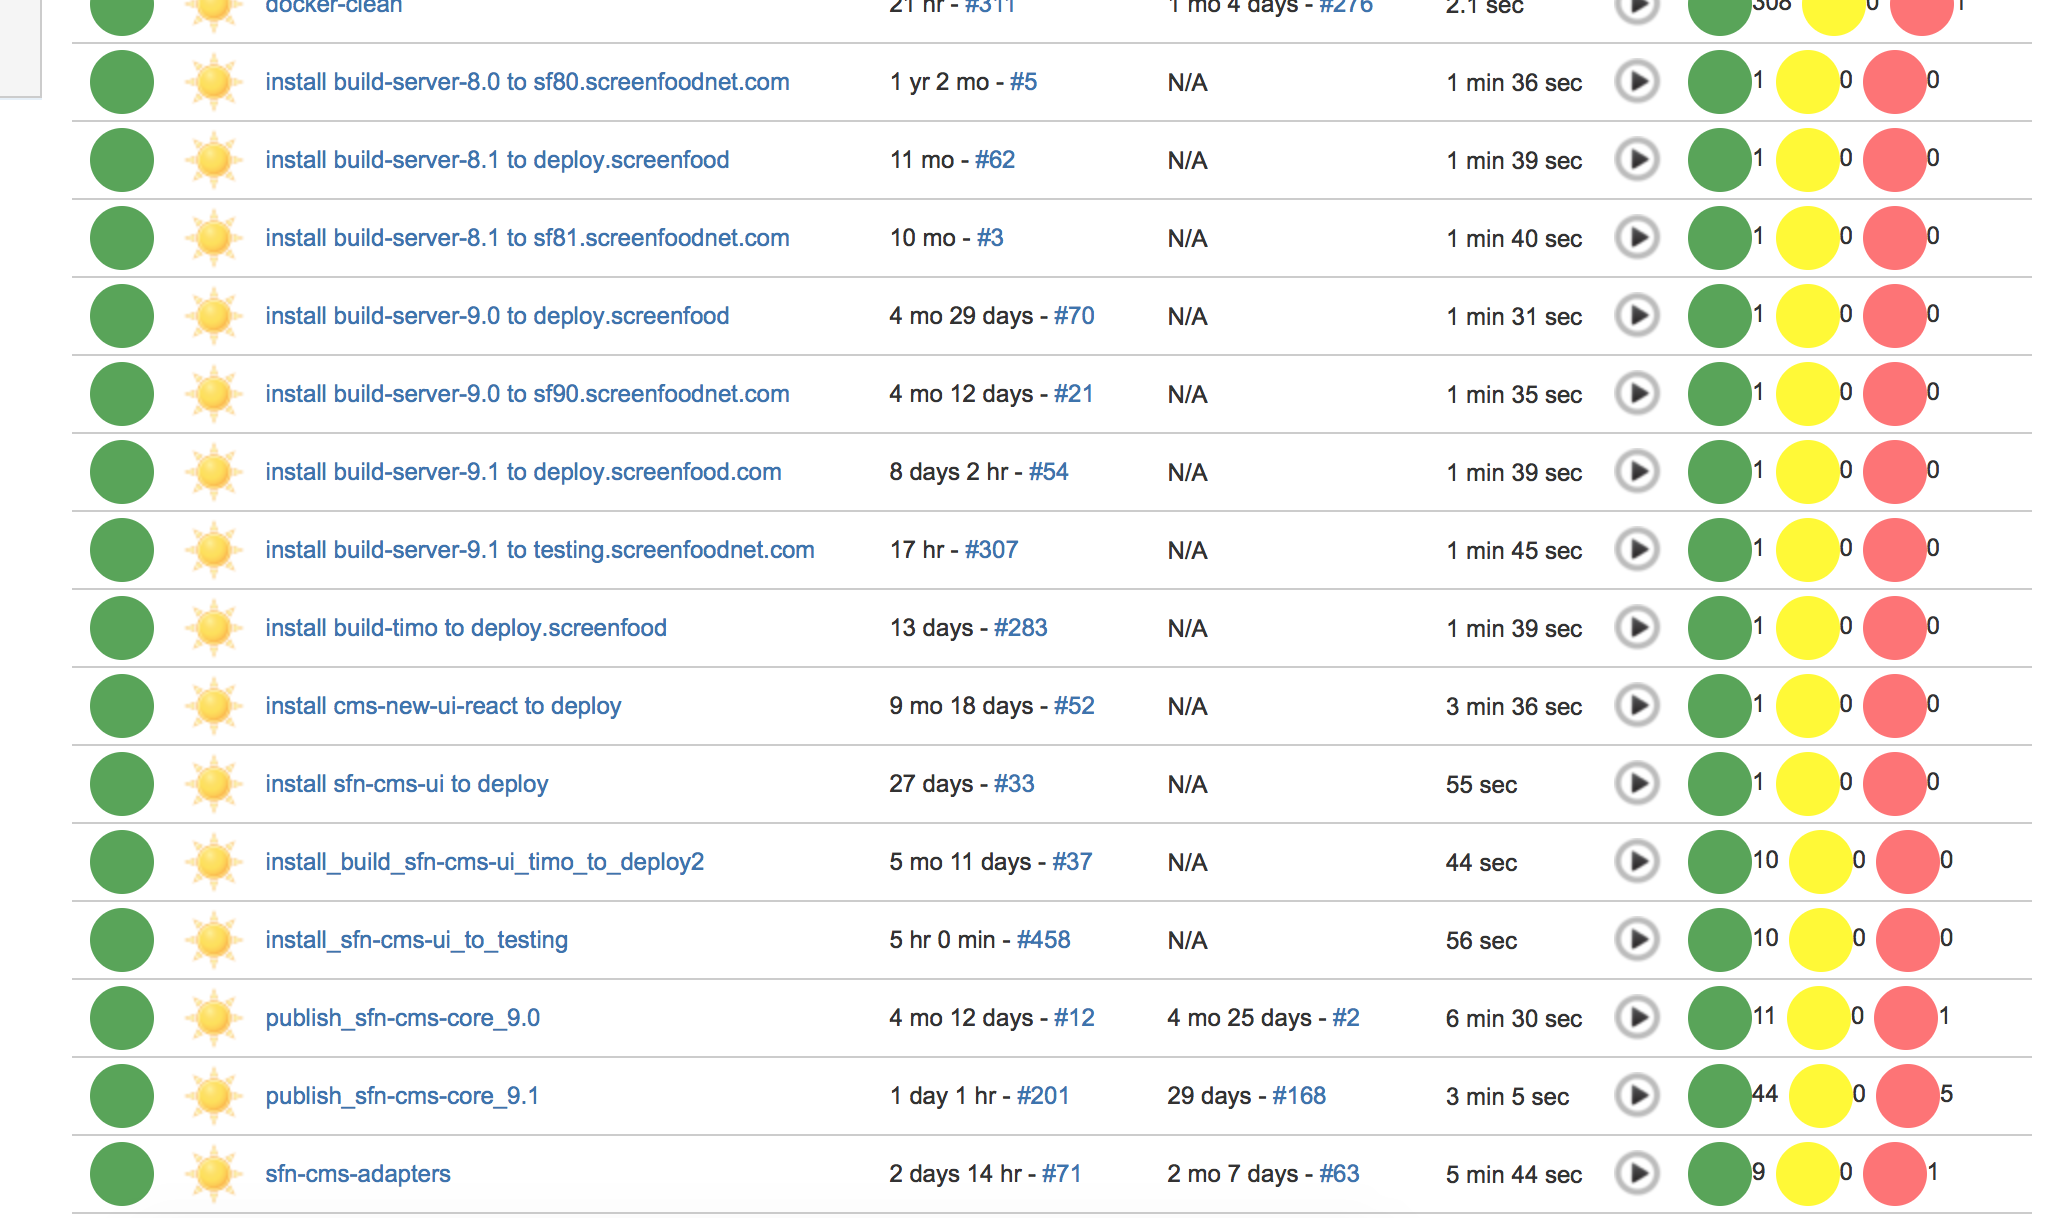 docker-clean 21 hr - #311 1 mo 4 days - #276 2.1 sec 308 0 1
install build-server-8.0 to sf80.screenfoodnet.com 1 yr 2 mo - #5 N/A 1 min 36 sec 1 0 0
install build-server-8.1 to deploy.screenfood 11 mo - #62 N/A 1 min 39 sec 1 0 0
install build-server-8.1 to sf81.screenfoodnet.com 10 mo - #3 N/A 1 min 40 sec 1 0 0
install build-server-9.0 to deploy.screenfood 4 mo 29 days - #70 N/A 1 min 31 sec 1 0 0
install build-server-9.0 to sf90.screenfoodnet.com 4 mo 12 days - #21 N/A 1 min 35 sec 1 0 0
install build-server-9.1 to deploy.screenfood.com 8 days 2 hr - #54 N/A 1 min 39 sec 1 0 0
install build-server-9.1 to testing.screenfoodnet.com 17 hr - #307 N/A 1 min 45 sec 1 0 0
install build-timo to deploy.screenfood 13 days - #283 N/A 1 min 39 sec 1 0 0
install cms-new-ui-react to deploy 9 mo 18 days - #52 N/A 3 min 36 sec 1 0 0
install sfn-cms-ui to deploy 27 days - #33 N/A 55 sec 1 0 0
install_build_sfn-cms-ui_timo_to_deploy2 5 mo 11 days - #37 N/A 44 sec 10 0 0
install_sfn-cms-ui_to_testing 5 hr 0 min - #458 N/A 56 sec 10 0 0
publish_sfn-cms-core_9.0 4 mo 12 days - #12 4 mo 25 days - #2 6 min 30 sec 11 0 1
publish_sfn-cms-core_9.1 1 day 1 hr - #201 29 days - #168 3 min 5 sec 44 0 5
sfn-cms-adapters 2 days 14 hr - #71 2 mo 7 days - #63 5 min 44 sec 9 0 1